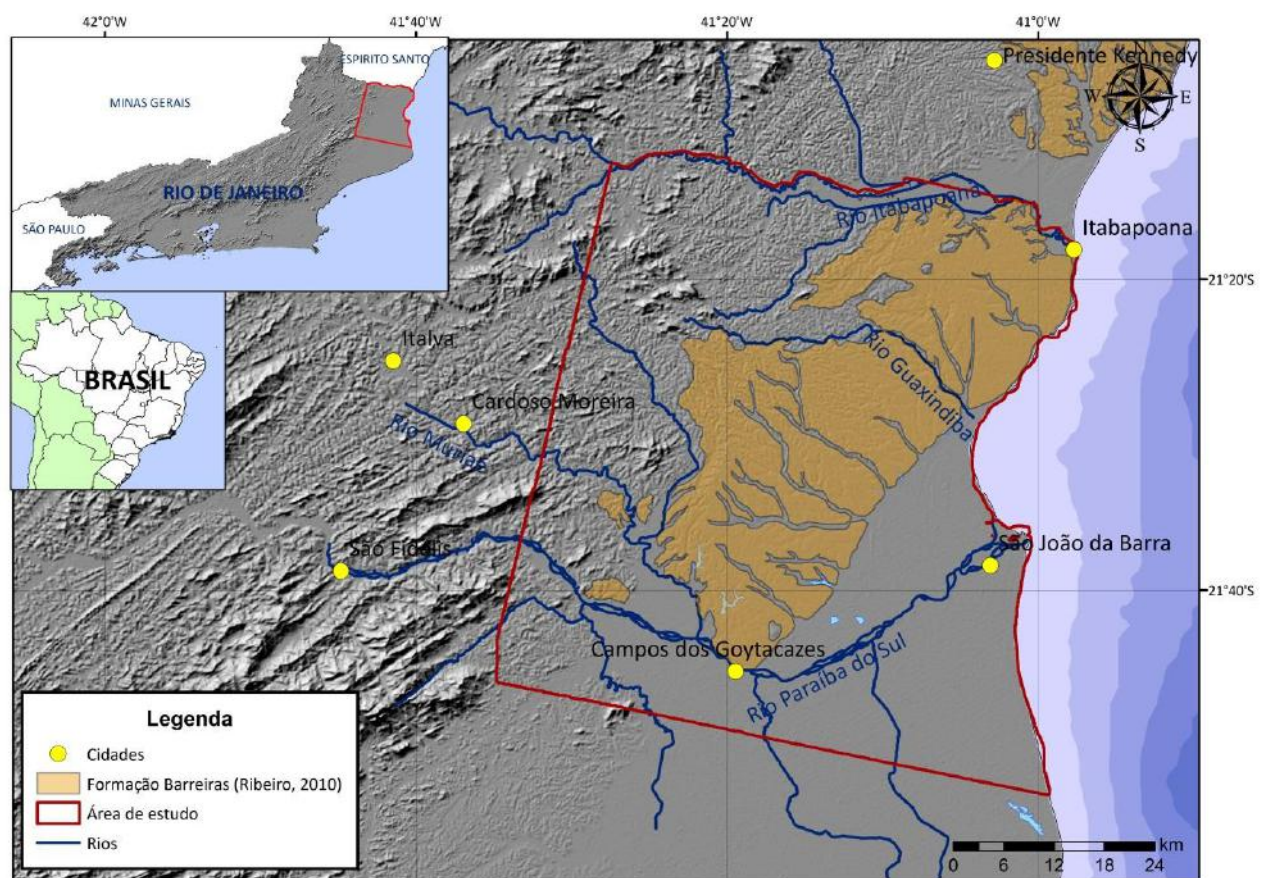 42°0'W
41°40'W
41°20'W
41°0'W
ESPIRITO SANTO
MINAS GERAIS
RIO DE JANEIRO
SÃO PAULO
BRASIL
Presidente Kennedy
N
W
E
S
Rio Itabapoana
Itabapoana
21°20'S
Italva
Rio Guaxindiba
Cardoso Moreira
Rio Muriaé
São Fidélis
São João da Barra
21°40'S
Campos dos Goytacazes
Rio Paraíba do Sul
Legenda
Cidades
Formação Barreiras (Ribeiro, 2010)
Área de estudo
Rios
km
0 3 6 12 18 24